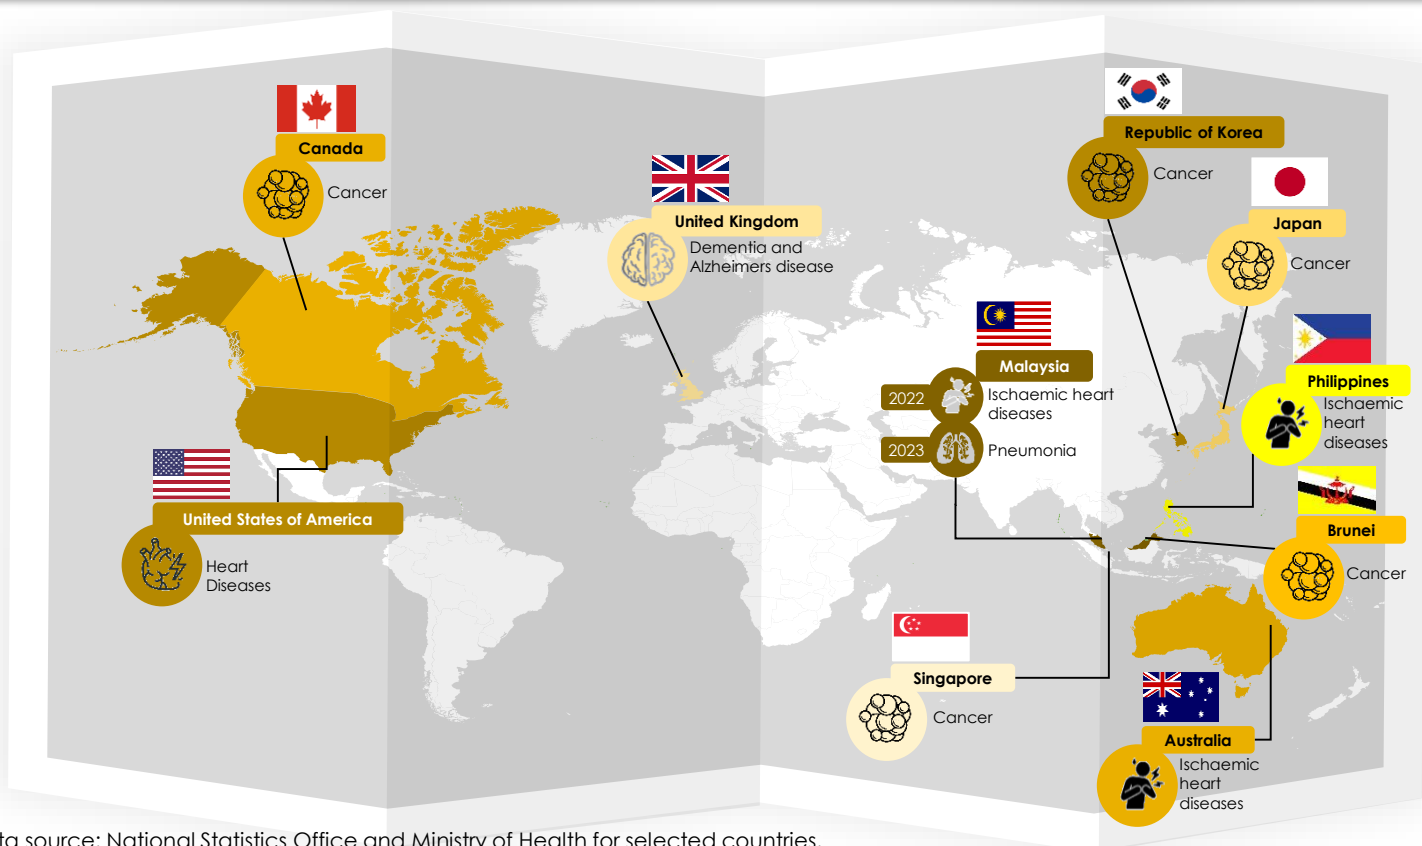 Canada
Cancer
United Kingdom
Dementia and
Alzheimers disease
Republic of Korea
Cancer
Japan
Cancer
Malaysia
2022
Ischaemic heart
diseases
2023
Pneumonia
Philippines
Ischaemic
heart
diseases
United States of America
Heart
Diseases
Brunei
Cancer
Singapore
Cancer
Australia
Ischaemic
heart
diseases
source: National Statistics Office and Ministry of Health for selected countries.